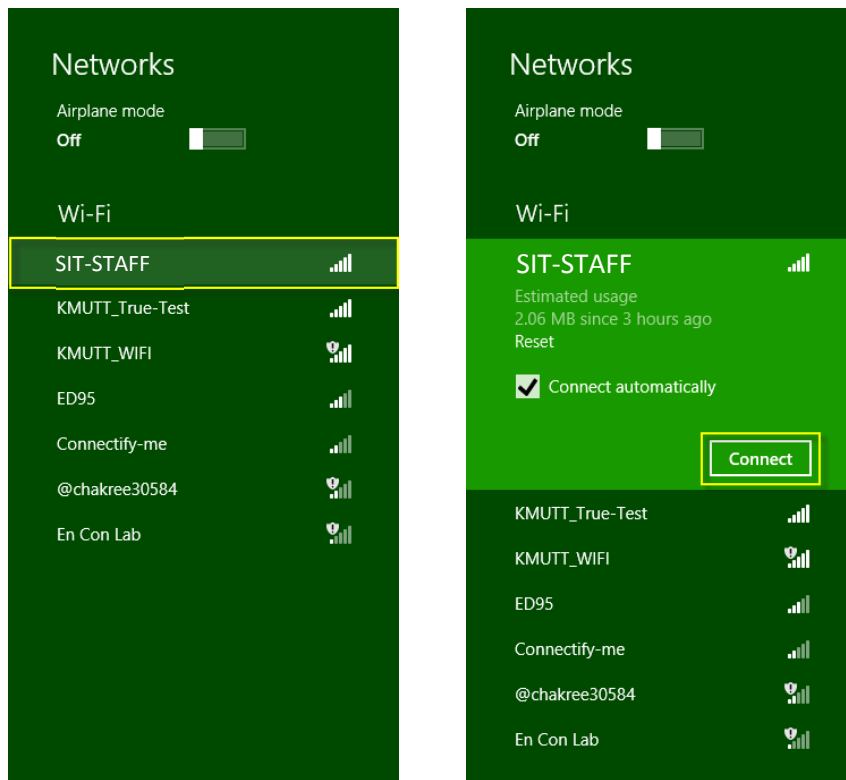 Networks
Airplane mode
Off
Wi-Fi
SIT-STAFF
KMUTT_True-Test
KMUTT_WIFI
ED95
Connectify-me
@chakree30584
En Con Lab
Networks
Airplane mode
Off
Wi-Fi
SIT-STAFF
Estimated usage
2.06 MB since 3 hours ago
Reset
Connect automatically
Connect
KMUTT_True-Test
KMUTT_WIFI
ED95
Connectify-me
@chakree30584
En Con Lab